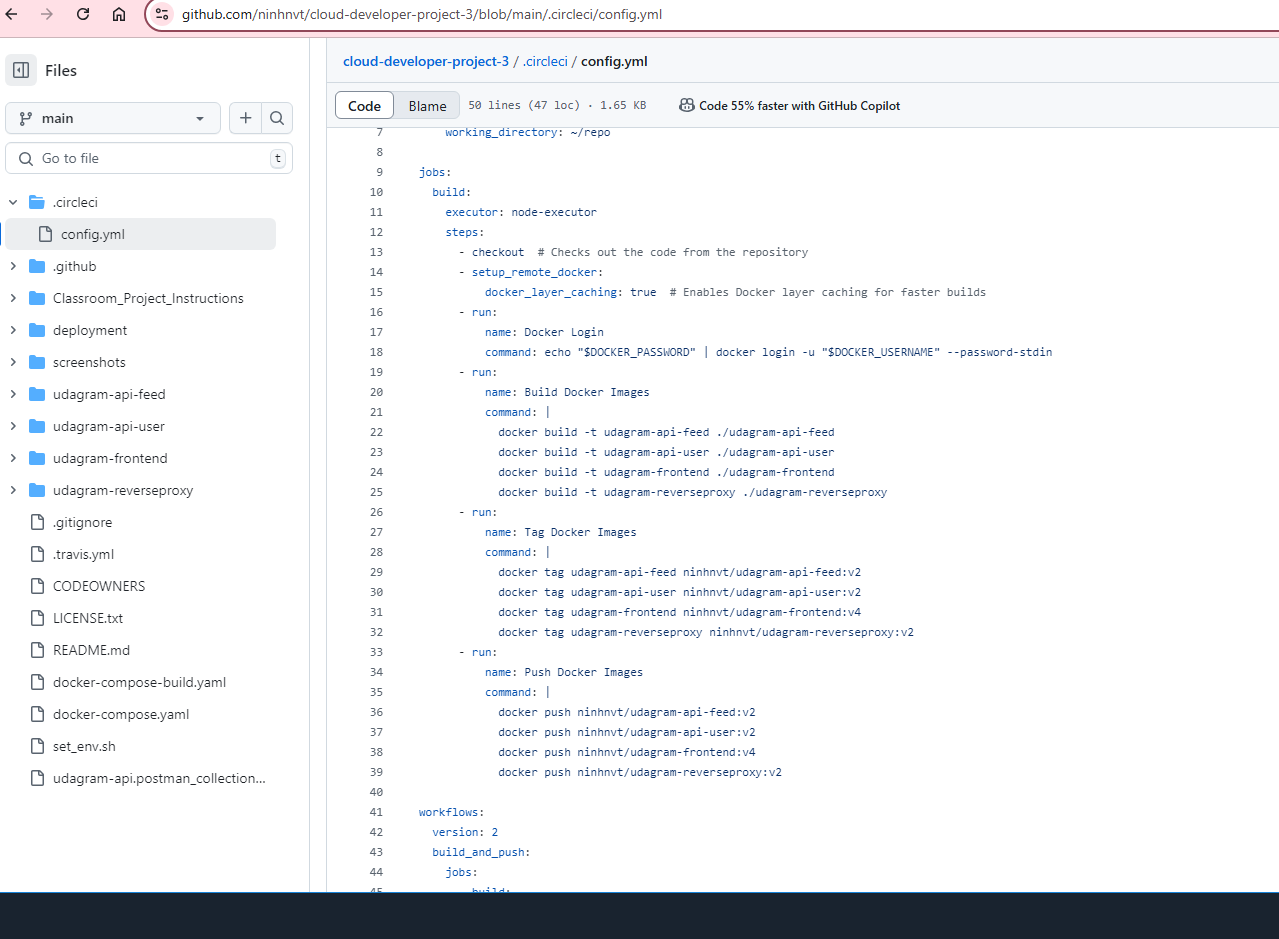 github.com/ninhnvt/cloud-developer-project-3/blob/main/.circleci/config.yml
Files
main
Go to file
t
.circleci
config.yml
.github
Classroom_Project_Instructions
deployment
screenshots
udagram-api-feed
udagram-api-user
udagram-frontend
udagram-reverseproxy
.gitignore
.travis.yml
CODEOWNERS
LICENSE.txt
README.md
docker-compose-build.yaml
docker-compose.yaml
set_env.sh
udagram-api.postman_collection...
cloud-developer-project-3 / .circleci / config.yml
Code Blame 50 lines (47 loc) · 1.65 KB Code 55% faster with GitHub Copilot
7 working_directory: ~/repo
8
9 jobs:
10 build:
11 executor: node-executor
12 steps:
13 - checkout # Checks out the code from the repository
14 - setup_remote_docker:
15 docker_layer_caching: true # Enables Docker layer caching for faster builds
16 - run:
17 name: Docker Login
18 command: echo "$DOCKER_PASSWORD" | docker login -u "$DOCKER_USERNAME" --password-stdin
19 - run:
20 name: Build Docker Images
21 command: |
22 docker build -t udagram-api-feed ./udagram-api-feed
23 docker build -t udagram-api-user ./udagram-api-user
24 docker build -t udagram-frontend ./udagram-frontend
25 docker build -t udagram-reverseproxy ./udagram-reverseproxy
26 - run:
27 name: Tag Docker Images
28 command: |
29 docker tag udagram-api-feed ninhnvt/udagram-api-feed:v2
30 docker tag udagram-api-user ninhnvt/udagram-api-user:v2
31 docker tag udagram-frontend ninhnvt/udagram-frontend:v4
32 docker tag udagram-reverseproxy ninhnvt/udagram-reverseproxy:v2
33 - run:
34 name: Push Docker Images
35 command: |
36 docker push ninhnvt/udagram-api-feed:v2
37 docker push ninhnvt/udagram-api-user:v2
38 docker push ninhnvt/udagram-frontend:v4
39 docker push ninhnvt/udagram-reverseproxy:v2
40
41 workflows:
42 version: 2
43 build_and_push:
44 jobs:
45 build: